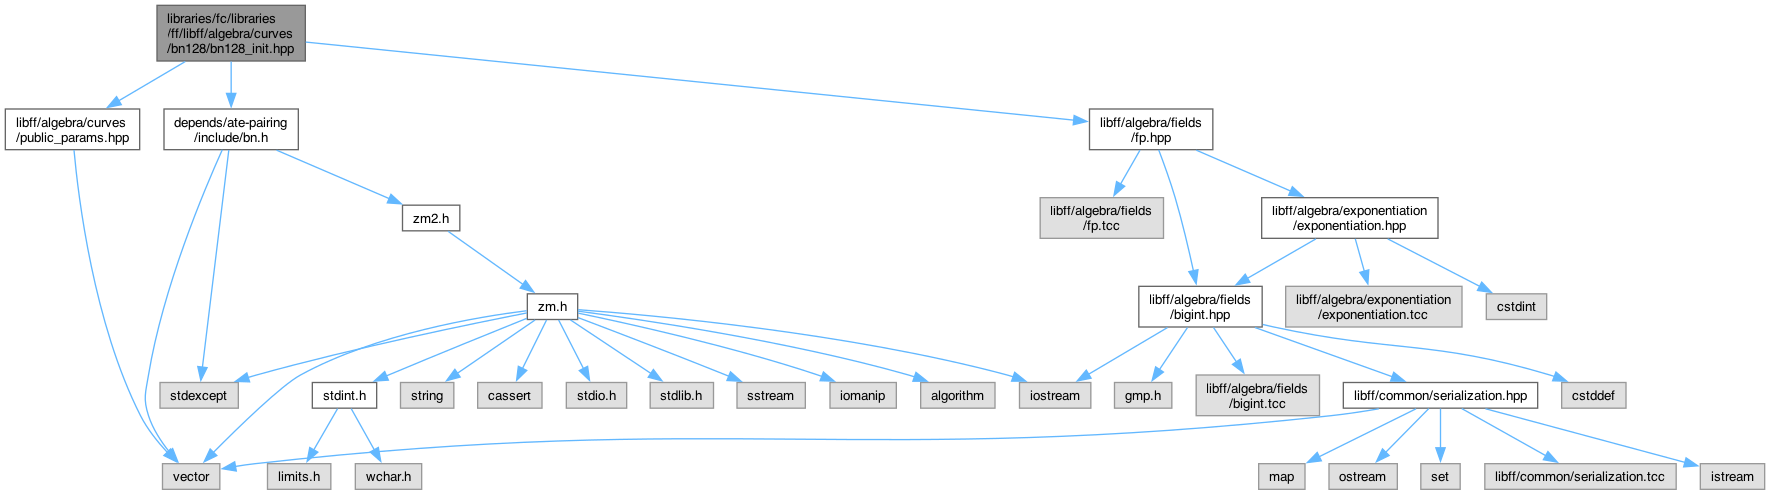 libraries/fc/libraries
/ff/libff/algebra/curves
/bn128/bn128_init.hpp
libff/algebra/curves
/public_params.hpp
depends/ate-pairing
/include/bn.h
libff/algebra/fields
/fp.hpp
zm2.h
libff/algebra/fields
/fp.tcc
libff/algebra/exponentiation
/exponentiation.hpp
zm.h
libff/algebra/fields
/bigint.hpp
libff/algebra/exponentiation
/exponentiation.tcc
cstdint
stdexcept
stdint.h
string
cassert
stdio.h
stdlib.h
sstream
iomanip
algorithm
iostream
gmp.h
libff/algebra/fields
/bigint.tcc
libff/common/serialization.hpp
cstddef
vector
limits.h
wchar.h
map
ostream
set
libff/common/serialization.tcc
istream